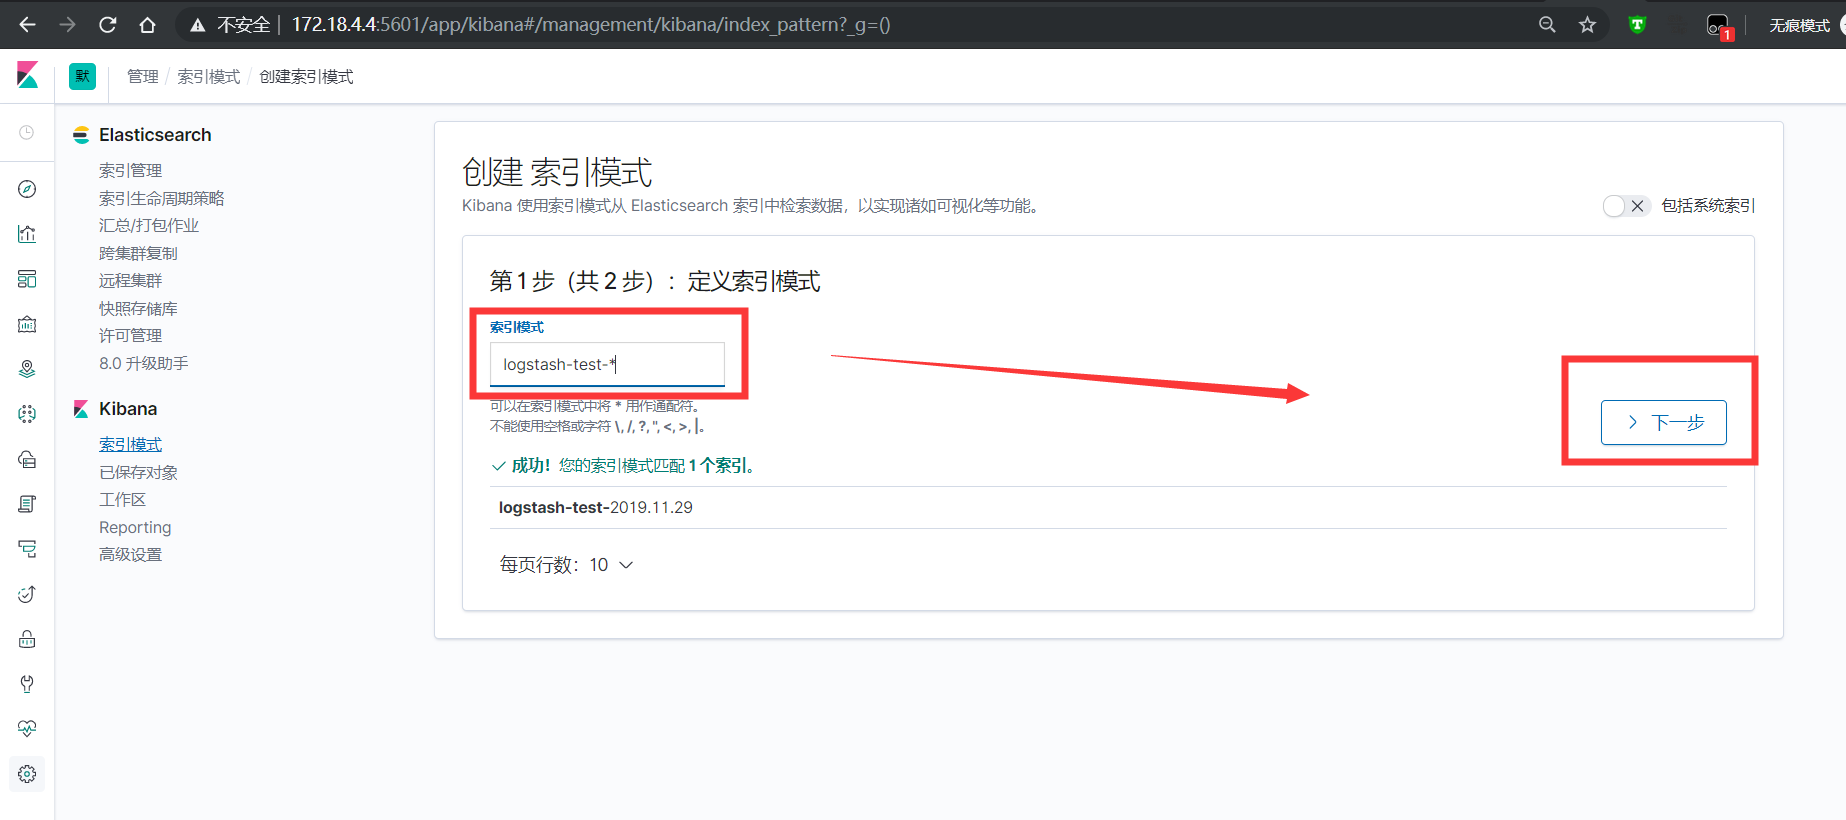 不安全 | 172.18.4.4:5601/app/kibana#/management/kibana/index_pattern?_g=()
1
无痕模式
默
管理 / 索引模式 / 创建索引模式
Elasticsearch
索引管理
索引生命周期策略
汇总/打包作业
跨集群复制
远程集群
快照存储库
许可管理
8.0 升级助手
Kibana
索引模式
已保存对象
工作区
Reporting
高级设置
创建 索引模式
Kibana 使用索引模式从 Elasticsearch 索引中检索数据，以实现诸如可视化等功能。
包括系统索引
第 1 步（共 2 步）：定义索引模式
索引模式
logstash-test-*
可以在索引模式中将 * 用作通配符。
不能使用空格或字符 \, /, ?, ", <, >, |。
下一步
成功！您的索引模式匹配 1 个索引。
logstash-test-2019.11.29
每页行数：10